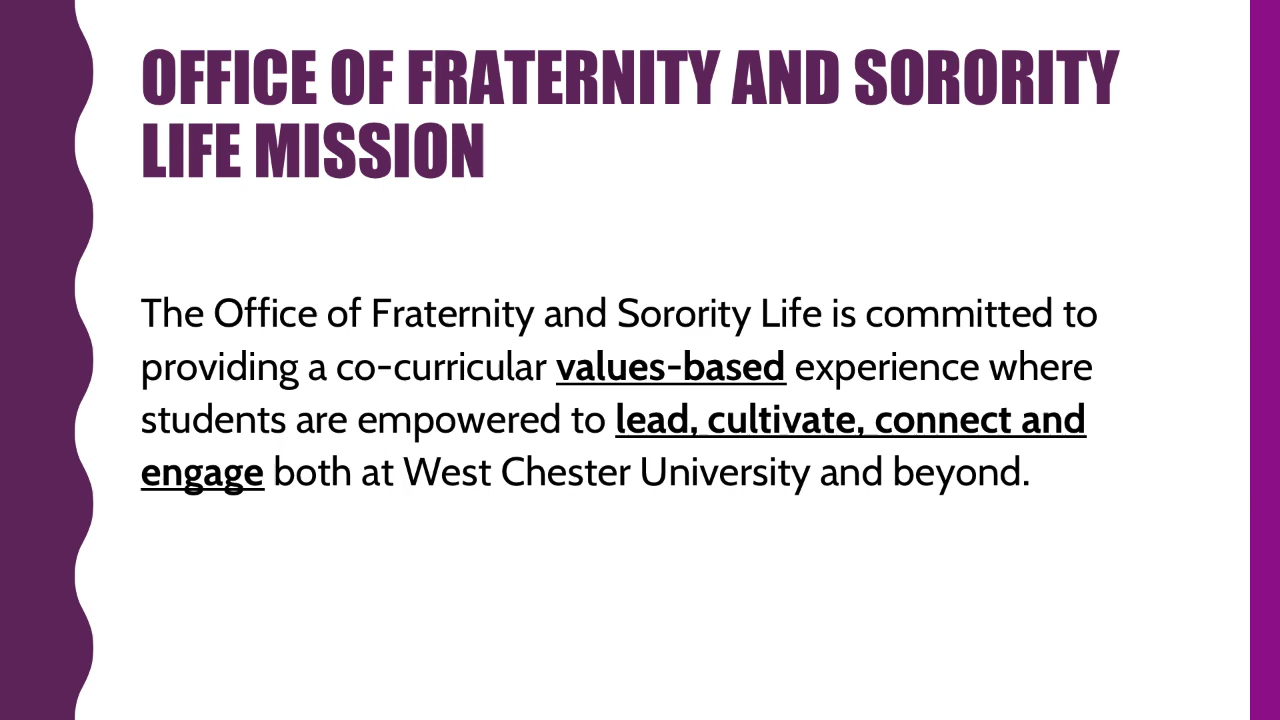 OFFICE OF FRATERNITY AND SORORITY
LIFE MISSION
The Office of Fraternity and Sorority Life is committed to
providing a co-curricular values-based experience where
students are empowered to lead, cultivate, connect and
engage both at West Chester University and beyond.